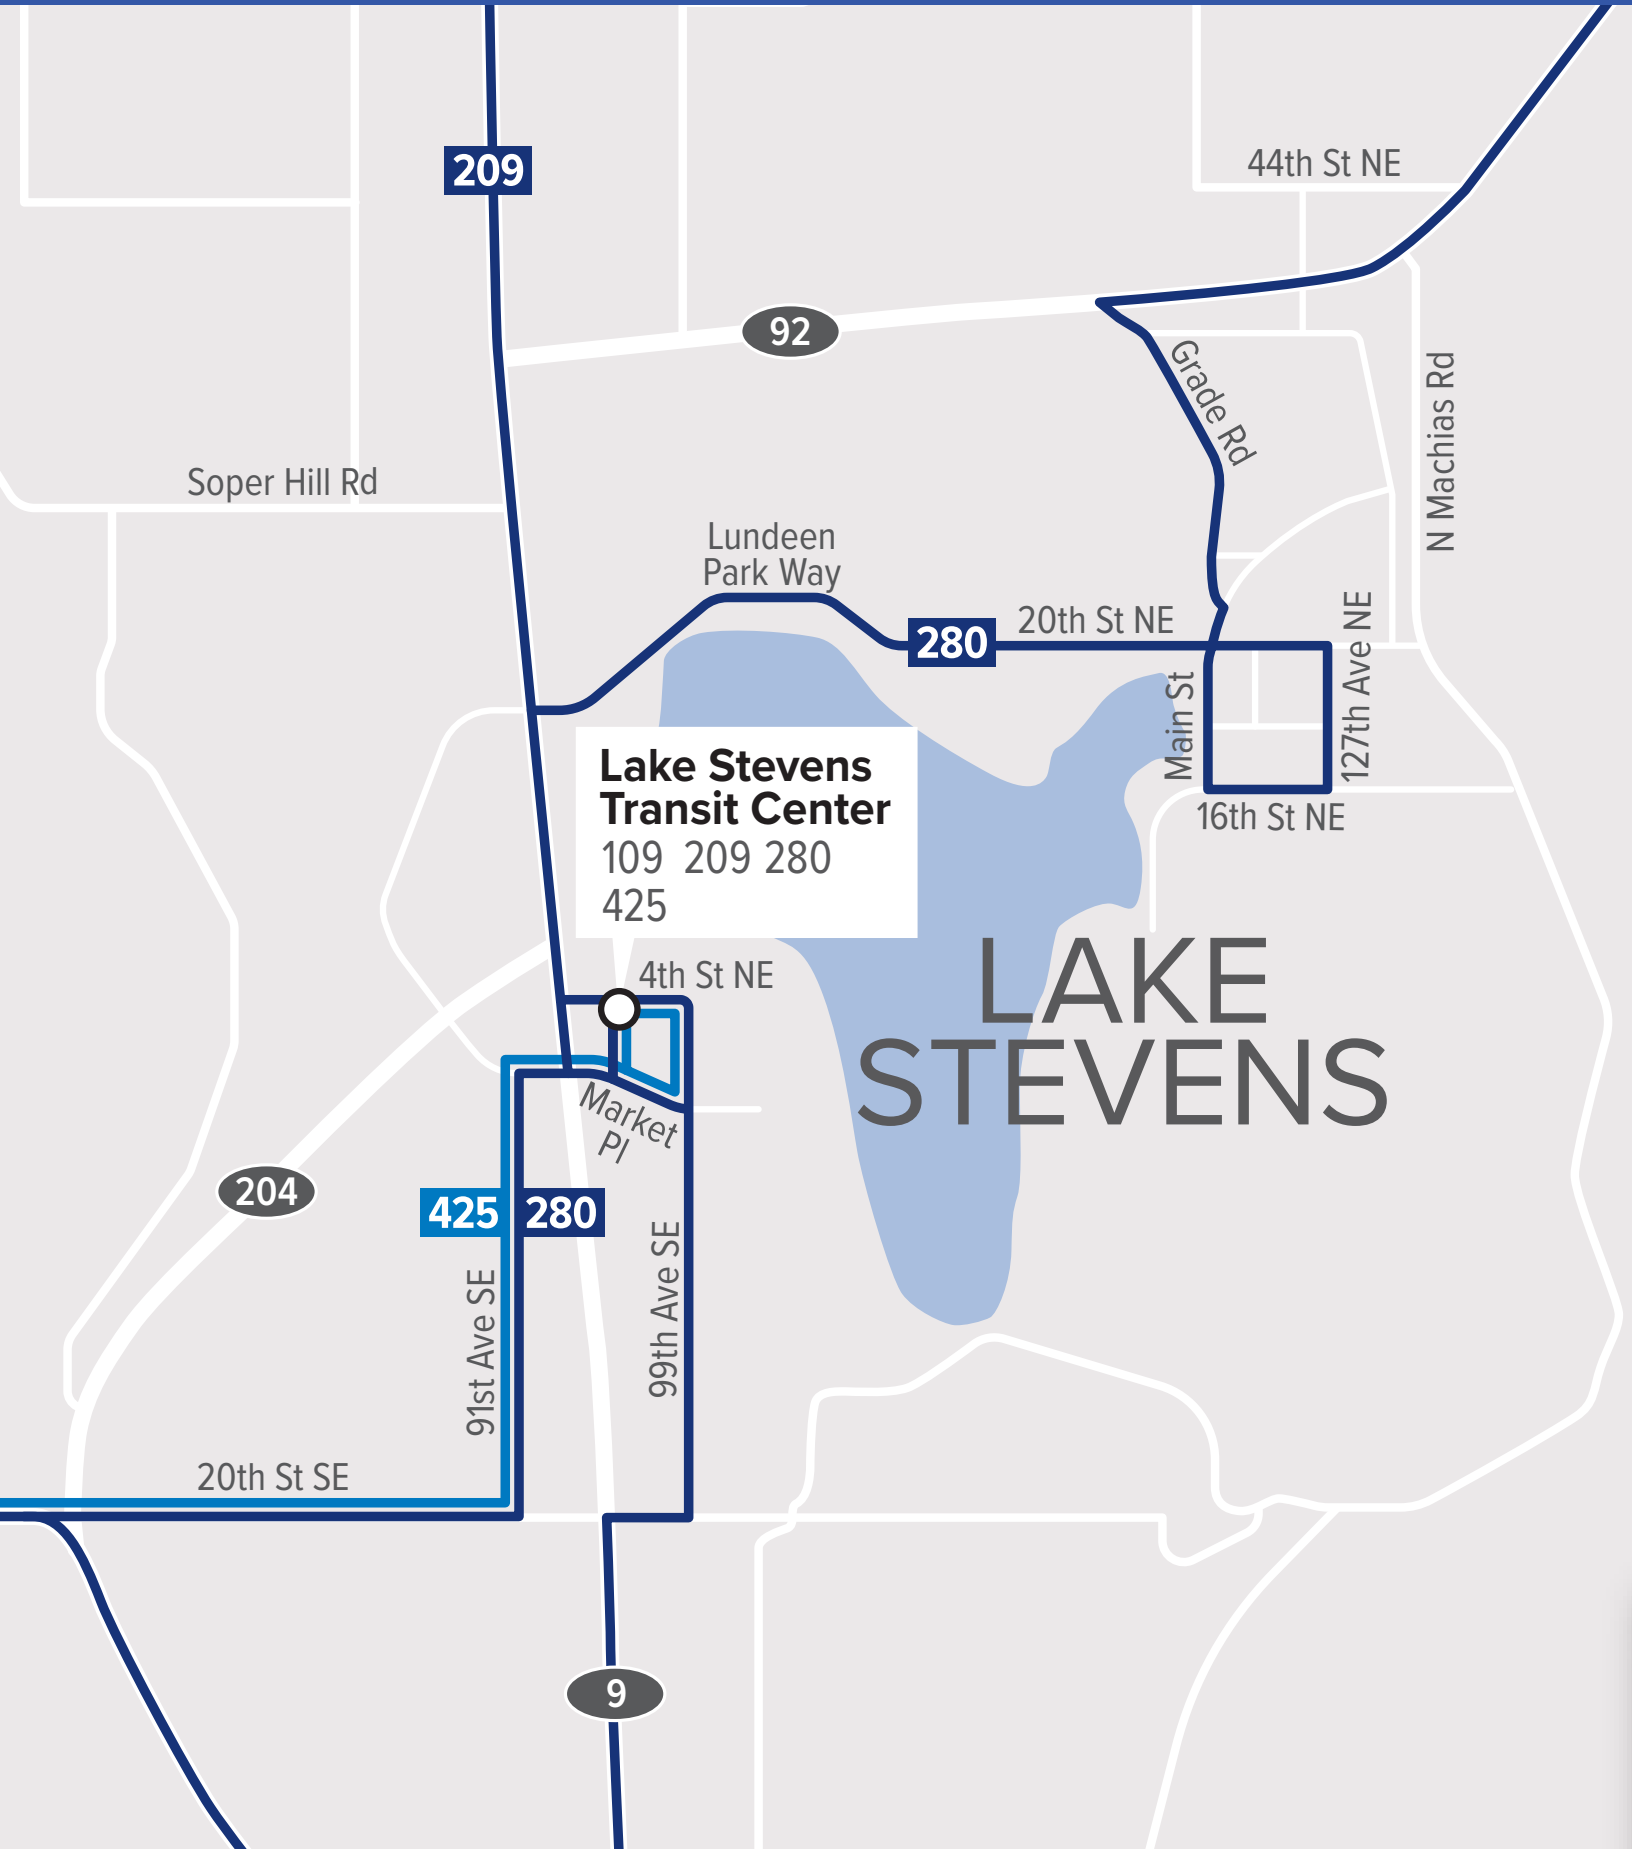 209
44th St NE
92
Grade Rd
N Machias Rd
Soper Hill Rd
Lundeen
Park Way
280
20th St NE
127th Ave NE
Main St
16th St NE
Lake Stevens
Transit Center
109 209 280
425
4th St NE
LAKE
STEVENS
Market
Pl
204
425
280
91st Ave SE
99th Ave SE
20th St SE
9